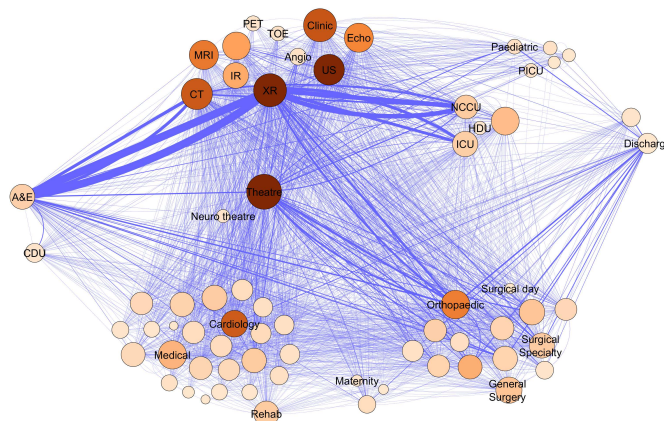 PET
TOE
Clinic
Echo
MRI
Angio
Paediatric
IR
US
PICU
CT
XR
NCCU
HDU
ICU
Discharg
A&E
Theatre
Neuro theatre
CDU
Surgical day
Orthopaedic
Cardiology
Medical
Surgical
Specialty
Maternity
General
Surgery
Rehab